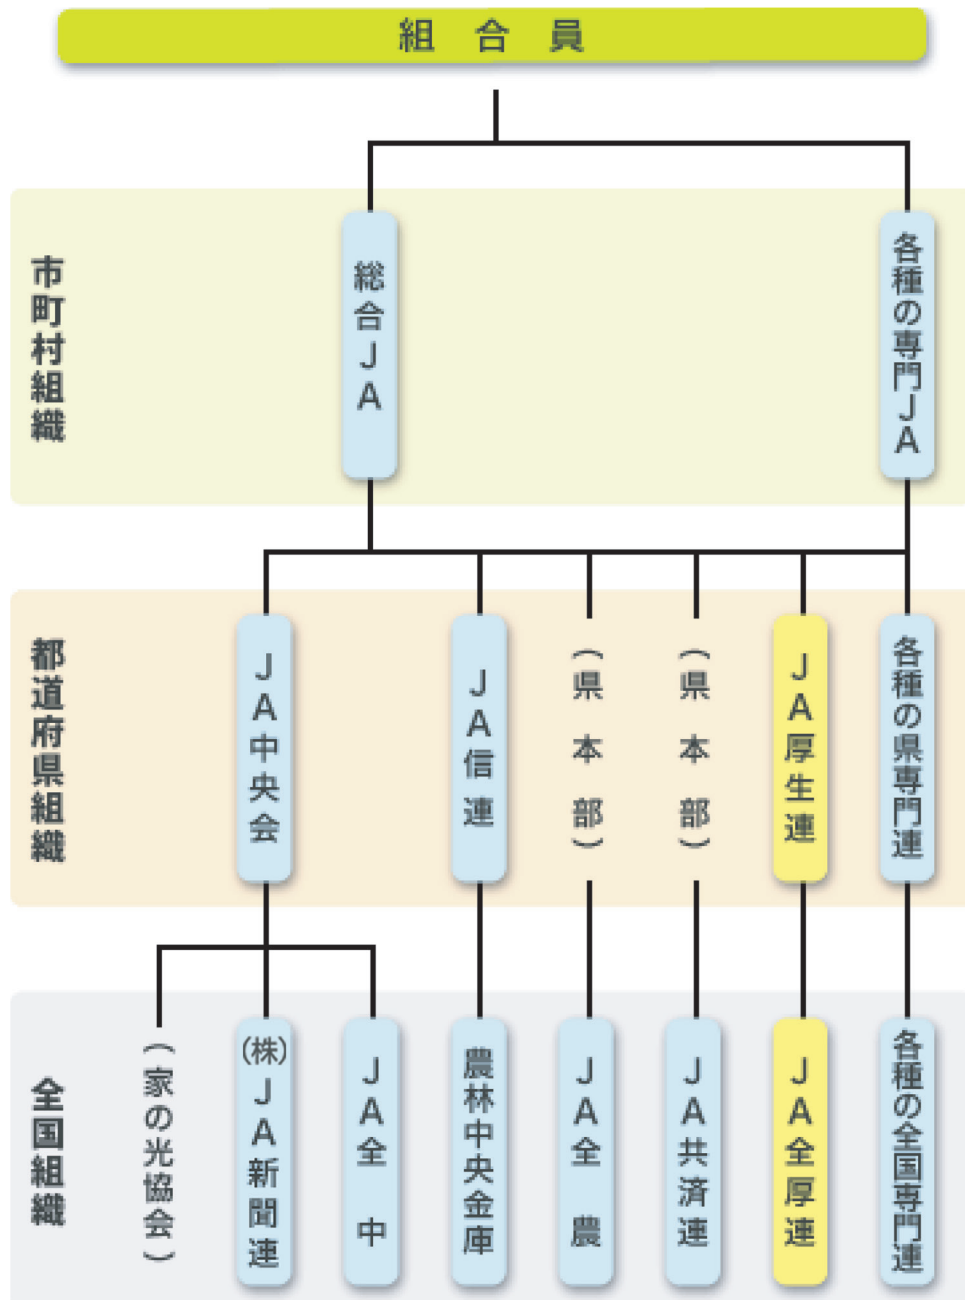 組合員
市町村組織
総合JA
各種の専門JA
都道府県組織
JA中央会
JA信連
（県本部）
（県本部）
JA厚生連
各種の県専門連
全国組織
（家の光協会）
(株)JA新聞連
JA全中
農林中央金庫
JA全農
JA共済連
JA全厚連
各種の全国専門連